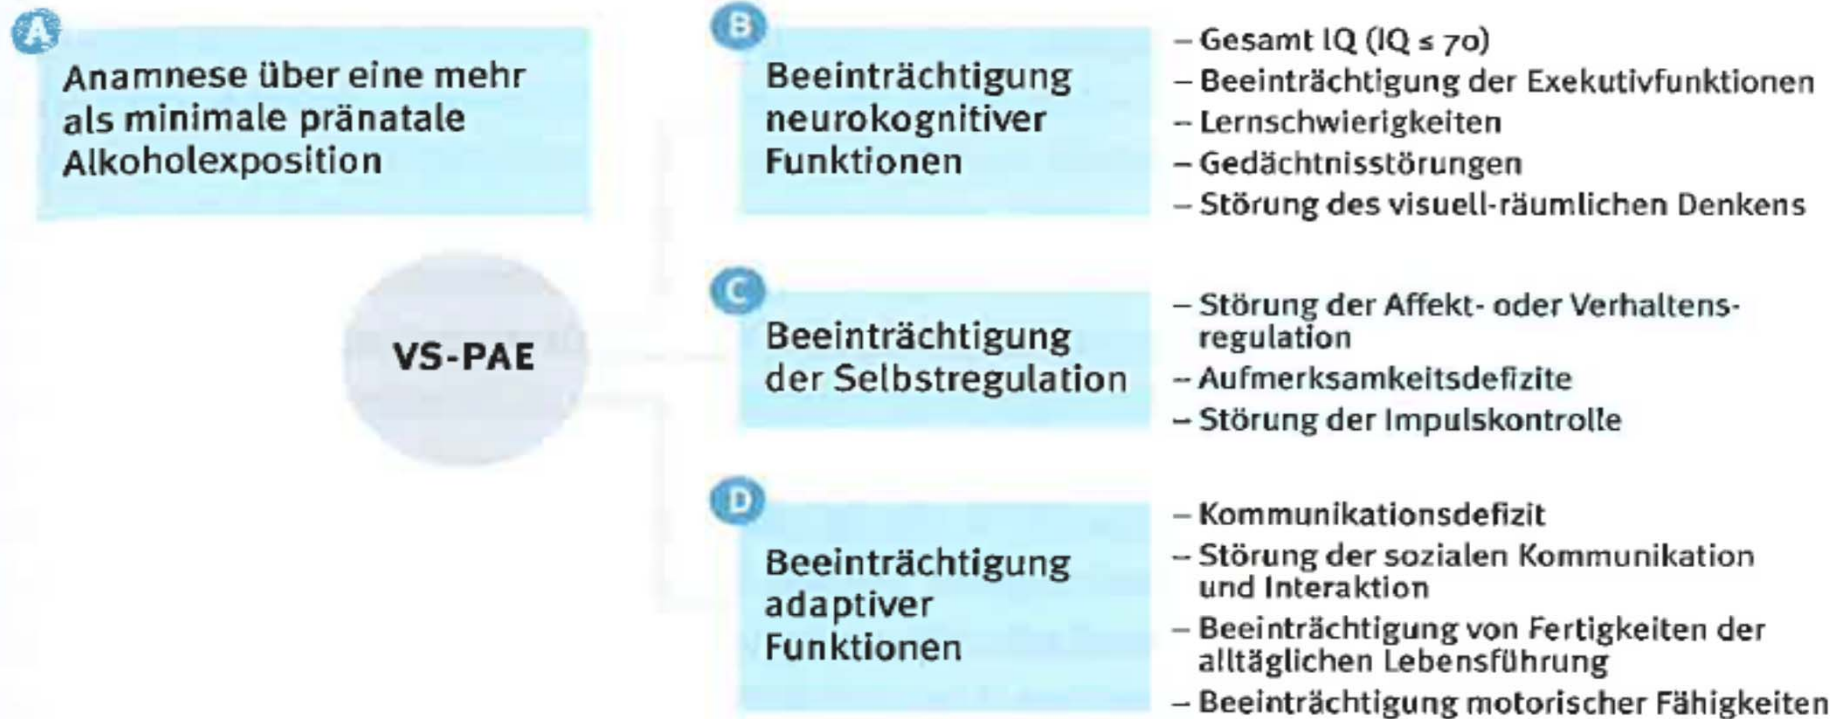 A
Anamnese über eine mehr
als minimale pränatale
Alkoholexposition
VS-PAE
B
Beeinträchtigung
neurokognitiver
Funktionen
– Gesamt IQ (IQ ≤ 70)
– Beeinträchtigung der Exekutivfunktionen
– Lernschwierigkeiten
– Gedächtnisstörungen
– Störung des visuell-räumlichen Denkens
C
Beeinträchtigung
der Selbstregulation
– Störung der Affekt- oder Verhaltens-
regulation
– Aufmerksamkeitsdefizite
– Störung der Impulskontrolle
D
Beeinträchtigung
adaptiver
Funktionen
– Kommunikationsdefizit
– Störung der sozialen Kommunikation
und Interaktion
– Beeinträchtigung von Fertigkeiten der
alltäglichen Lebensführung
– Beeinträchtigung motorischer Fähigkeiten